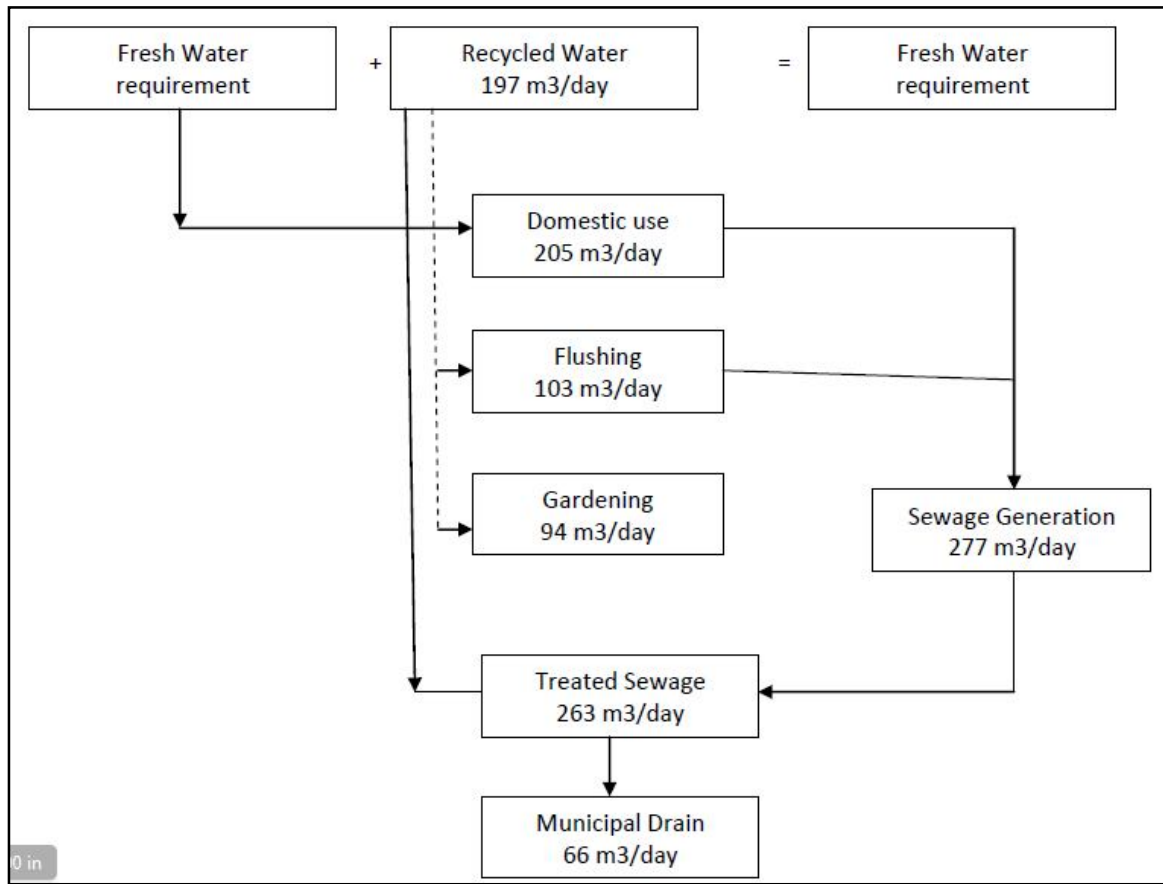 Fresh Water
requirement
+
Recycled Water
197 m3/day
=
Fresh Water
requirement
Domestic use
205 m3/day
Flushing
103 m3/day
Gardening
94 m3/day
Sewage Generation
277 m3/day
Treated Sewage
263 m3/day
Municipal Drain
66 m3/day
0 in